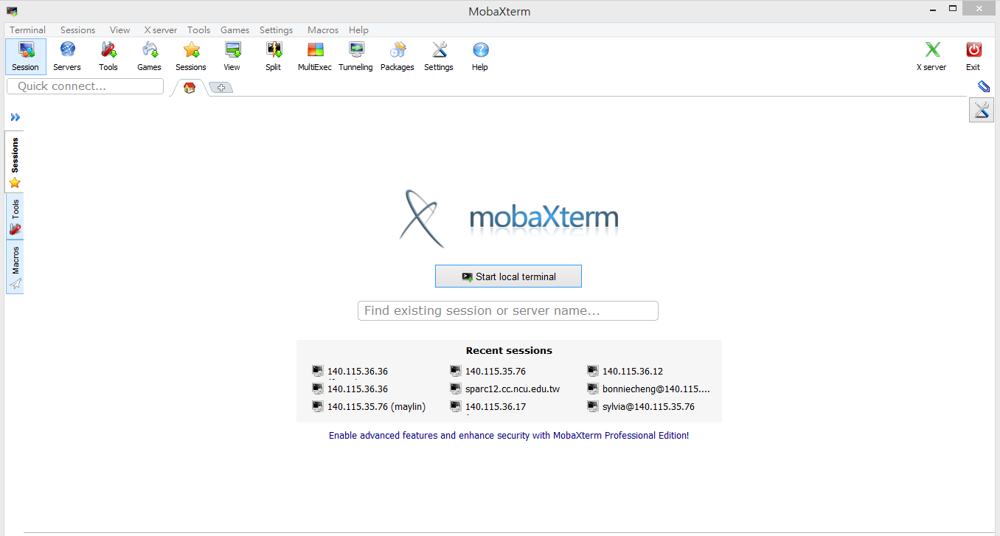 MobaXterm
Terminal Sessions View X server Tools Games Settings Macros Help
Session Servers Tools Games Sessions View Split MultiExec Tunneling Packages Settings Help X server Exit
Quick connect...
Sessions
Tools
Macros
mobaXterm
Start local terminal
Find existing session or server name...
Recent sessions
140.115.36.36 140.115.35.76 140.115.36.12
140.115.36.36 sparc12.cc.ncu.edu.tw bonniecheng@140.115....
140.115.35.76 (maylin) 140.115.36.17 sylvia@140.115.35.76
Enable advanced features and enhance security with MobaXterm Professional Edition!